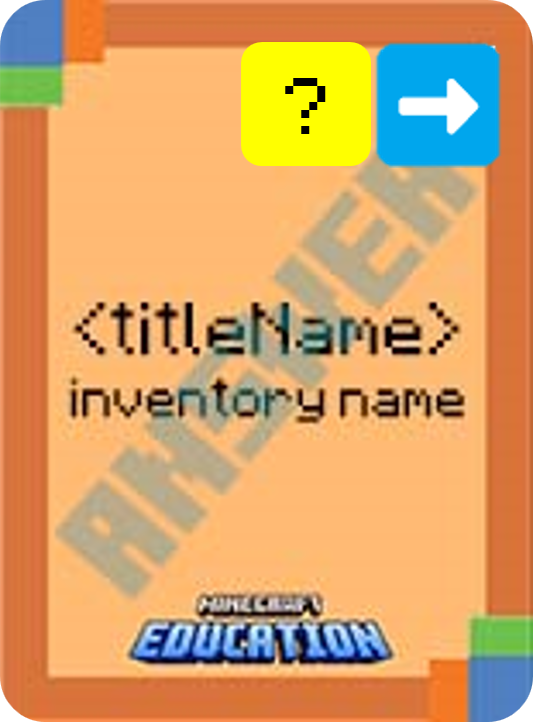 ?
<titleName>
inventory name
ANSWER
MINECRAFT
EDUCATION